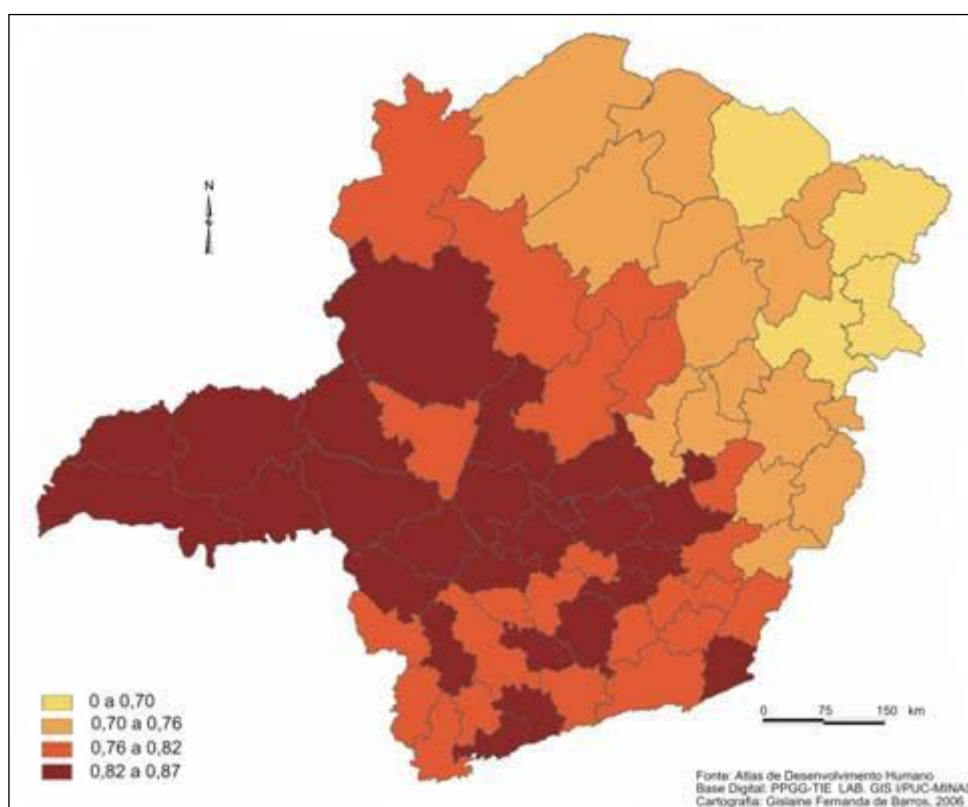 N
0 a 0,70
0,70 a 0,76
0,76 a 0,82
0,82 a 0,87
0 75 150 km
Fonte: Atlas de Desenvolvimento Humano
Base Digital: PPGG-TIE LAB. GIS I/PUC-MINAS
Cartografia: Gislaine Fernanda de Barros, 2006